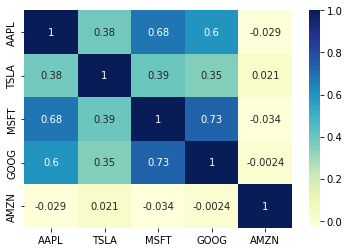 AAPL 1 0.38 0.68 0.6 -0.029
TSLA 0.38 1 0.39 0.35 0.021
MSFT 0.68 0.39 1 0.73 -0.034
GOOG 0.6 0.35 0.73 1 -0.0024
AMZN -0.029 0.021 -0.034 -0.0024 1
AAPL TSLA MSFT GOOG AMZN
1.0
0.8
0.6
0.4
0.2
0.0